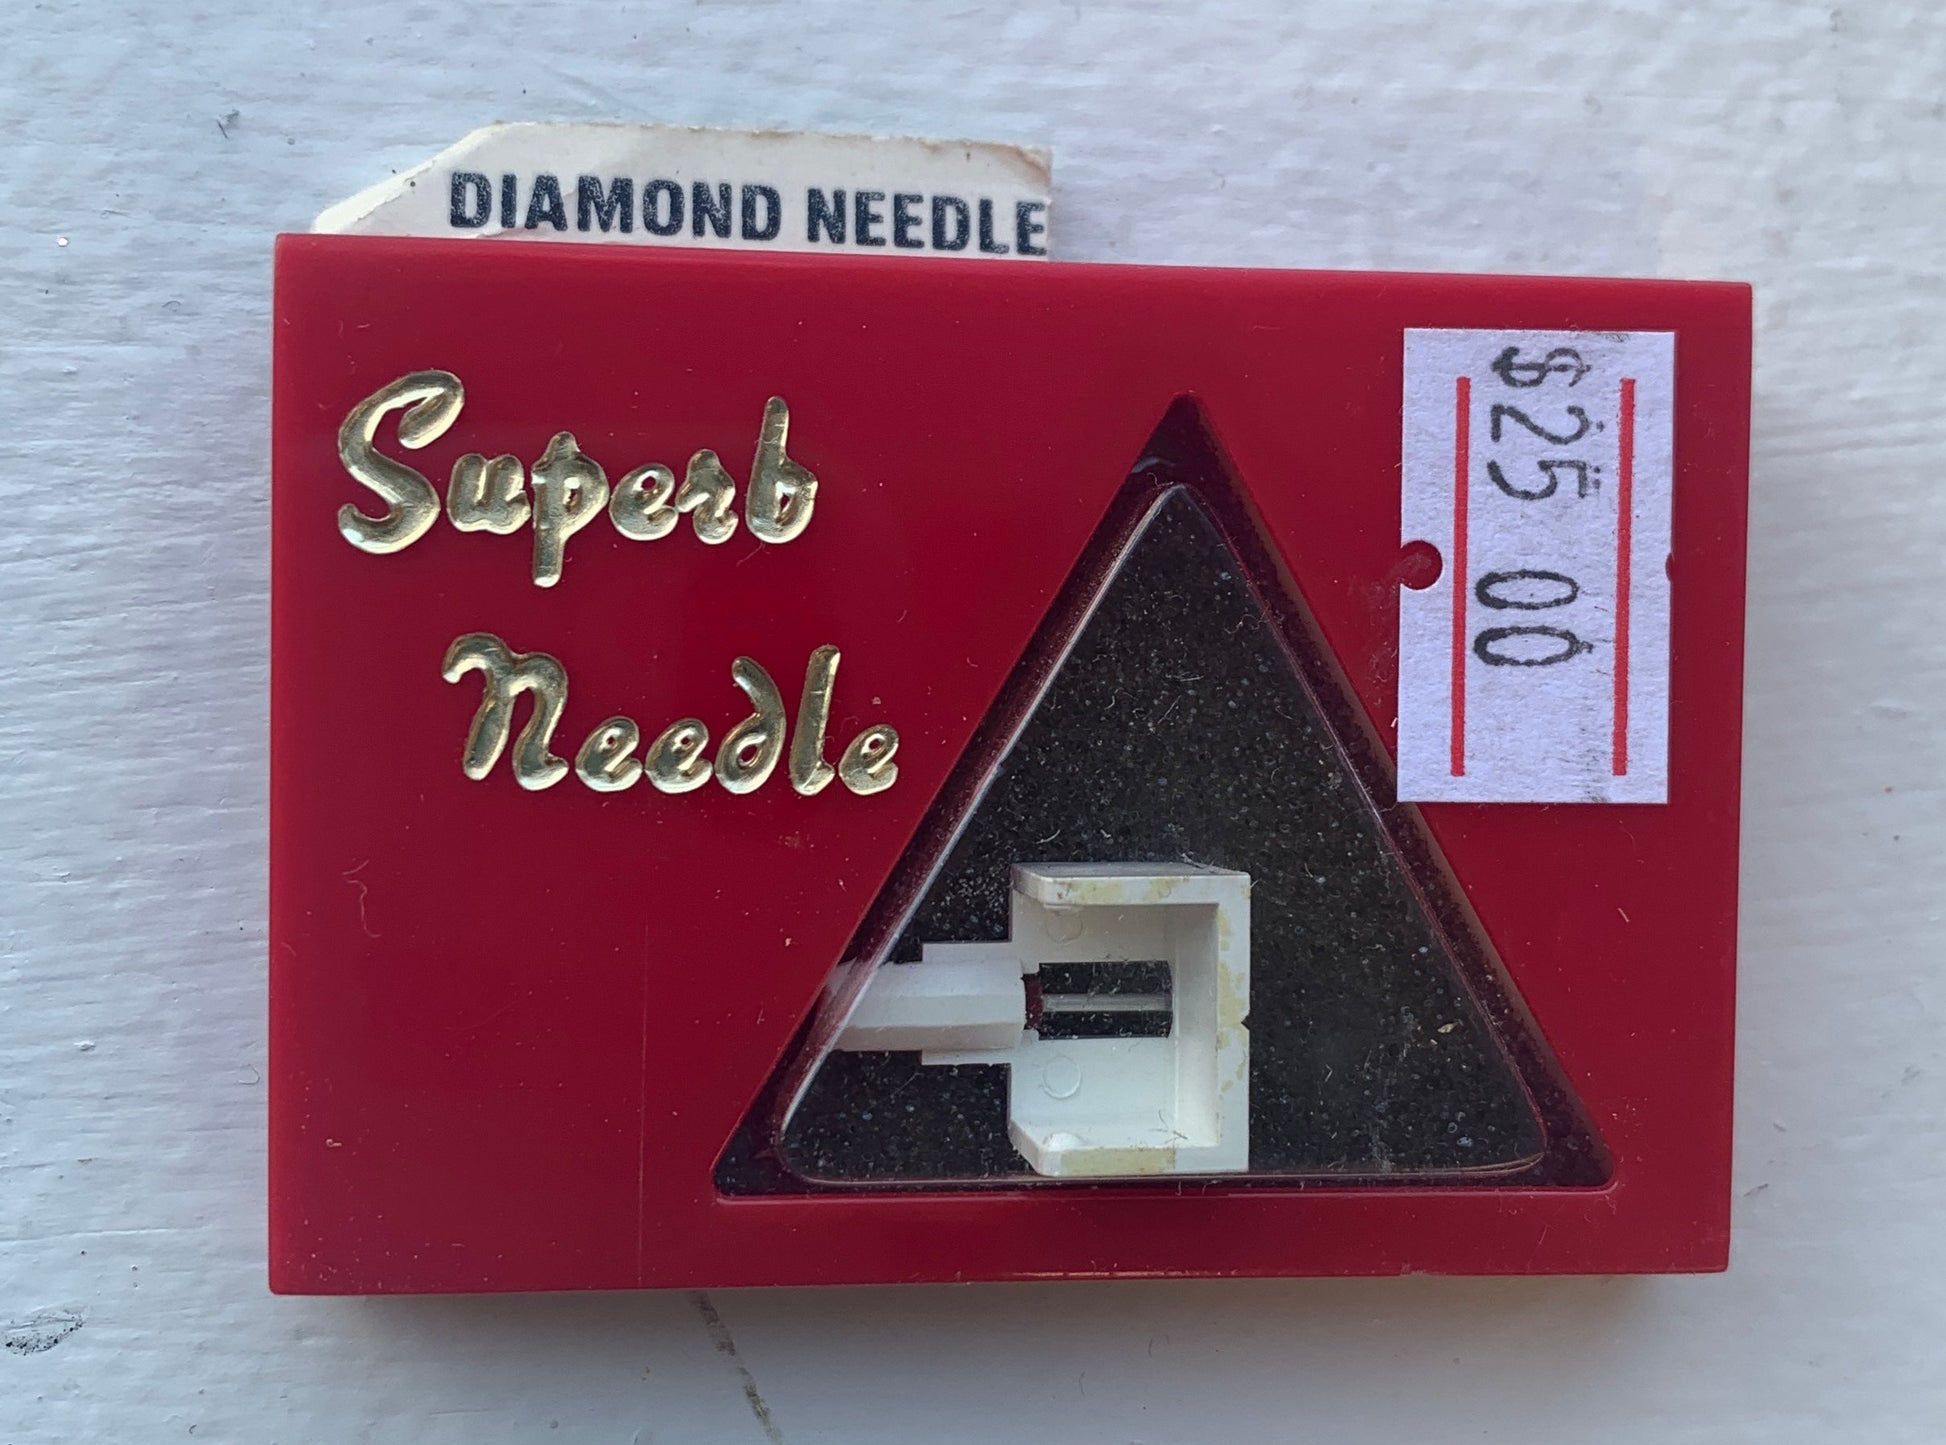 DIAMOND NEEDLE
Superb
Needle
$25 00